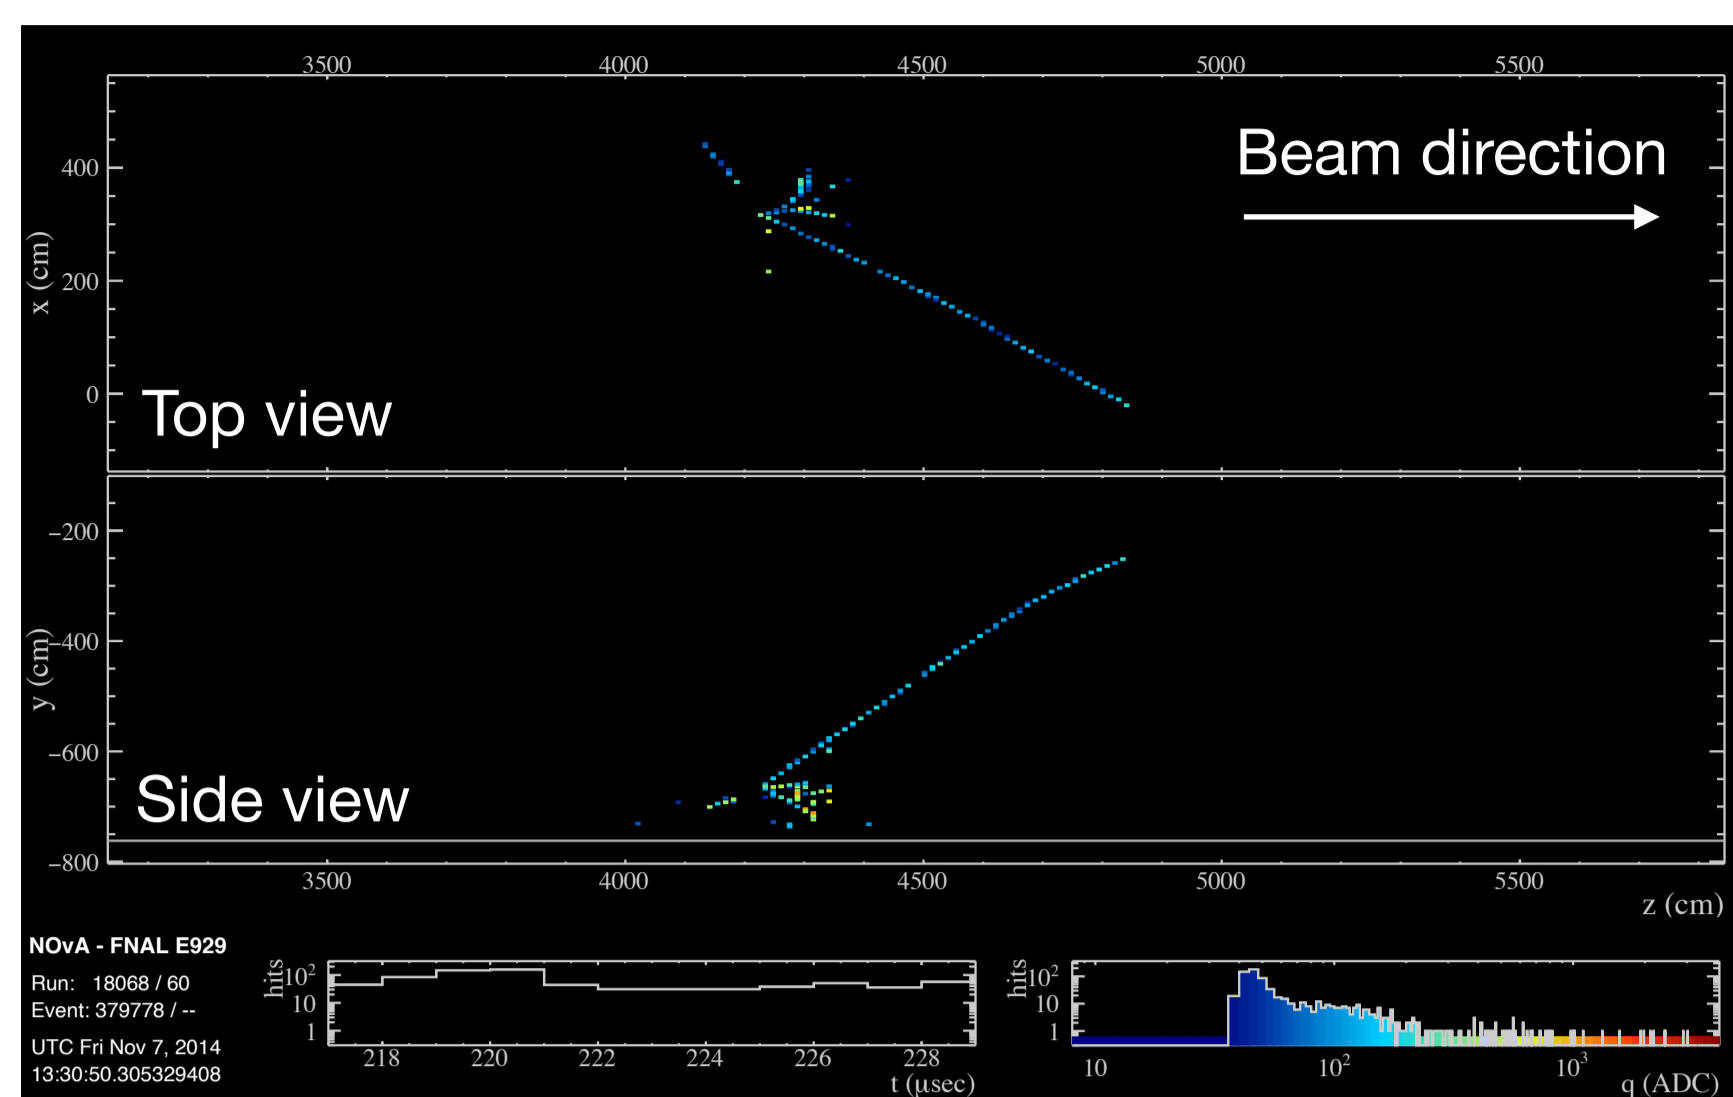 3500 4000 4500 5000 5500
Beam direction
400
200
0
x (cm)
Top view
−200
−400
−600
−800
y (cm)
Side view
3500 4000 4500 5000 5500
z (cm)
NOvA - FNAL E929
Run: 18068 / 60
Event: 379778 / --
UTC Fri Nov 7, 2014
13:30:50.305329408
hits
10²
10
1
218 220 222 224 226 228
t (μsec)
hits
10²
10
1
10 10² 10³
q (ADC)